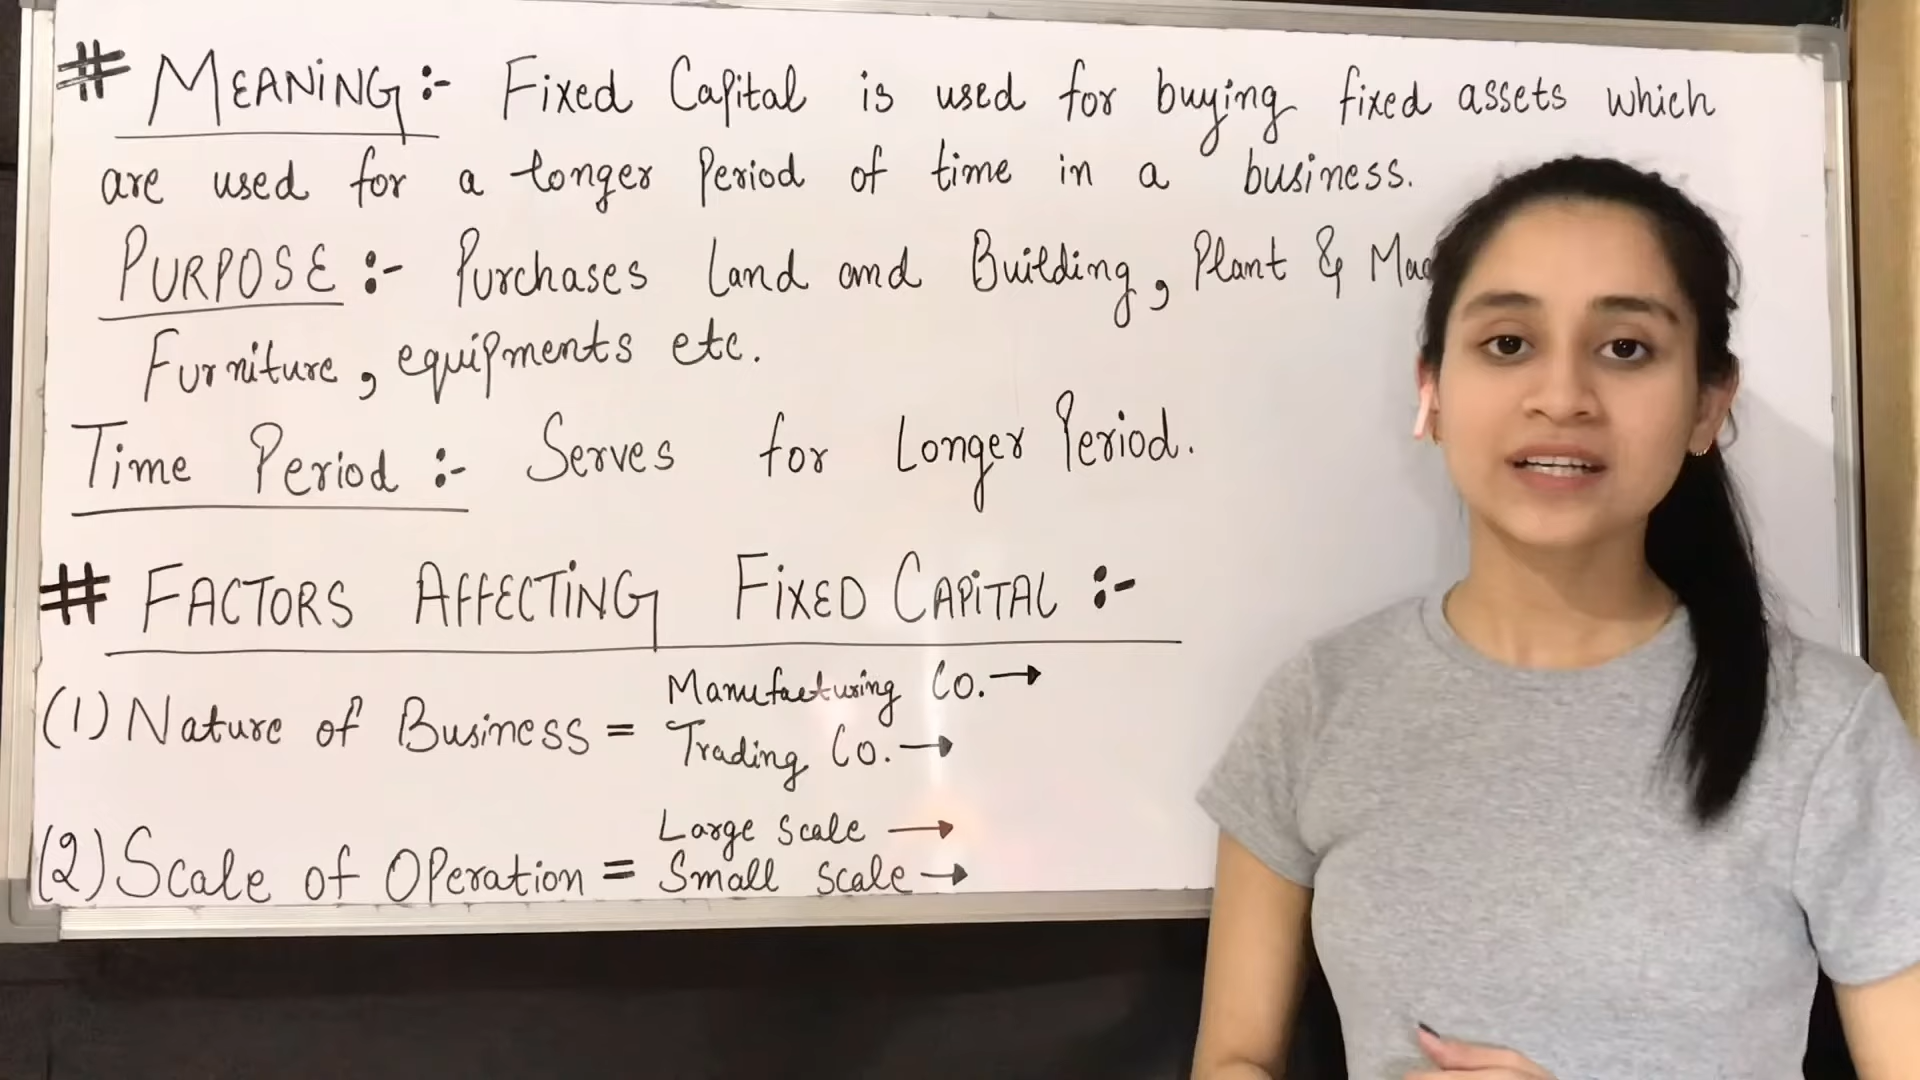 # MEANING :- Fixed Capital is used for buying fixed assets which
are used for a longer Period of time in a business.
PURPOSE :- Purchases Land and Building, Plant &
Furniture, equipments etc.
Time Period :- Serves for Longer Period.
# FACTORS AFFECTING FIXED CAPITAL :-
(1) Nature of Business = Manufacturing Co. →
Trading Co. →
(2) Scale of Operation = Large Scale →
Small Scale →